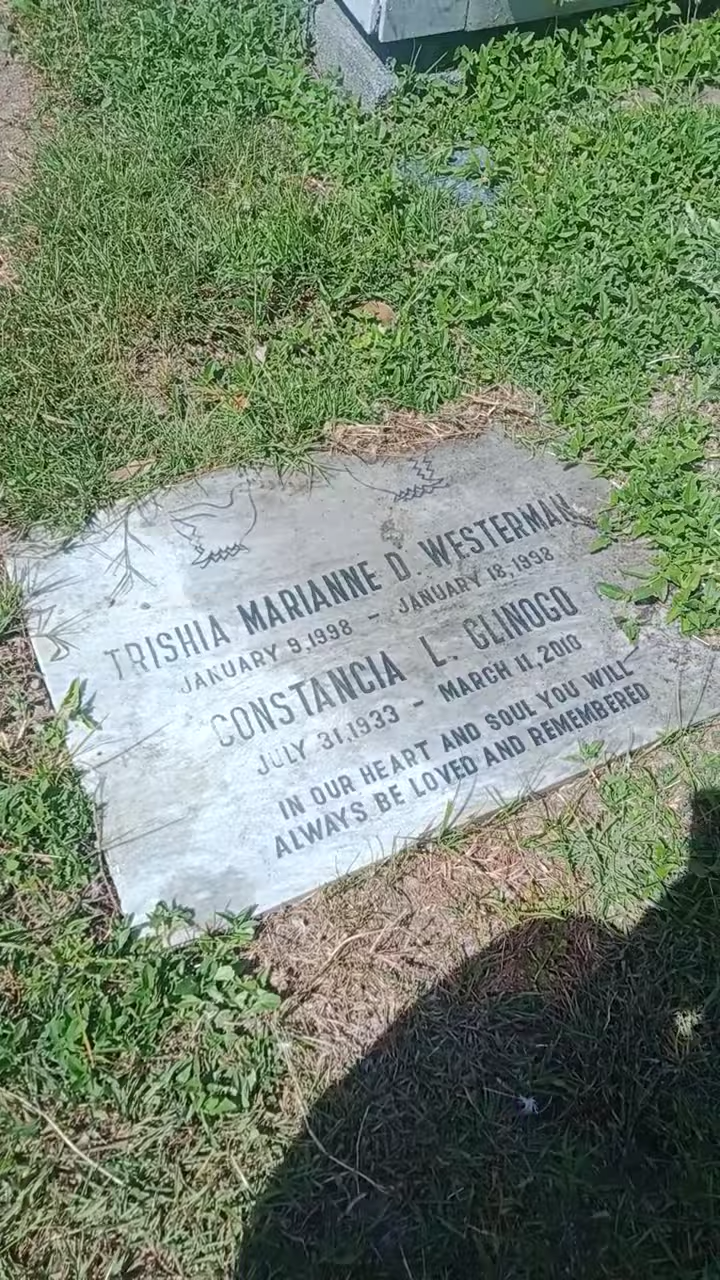 TRISHIA MARIANNE D. WESTERMAN
JANUARY 9,1998 - JANUARY 18,1998
CONSTANCIA L. CLINOGO
JULY 31,1933 - MARCH 11,2010
IN OUR HEART AND SOUL YOU WILL
ALWAYS BE LOVED AND REMEMBERED